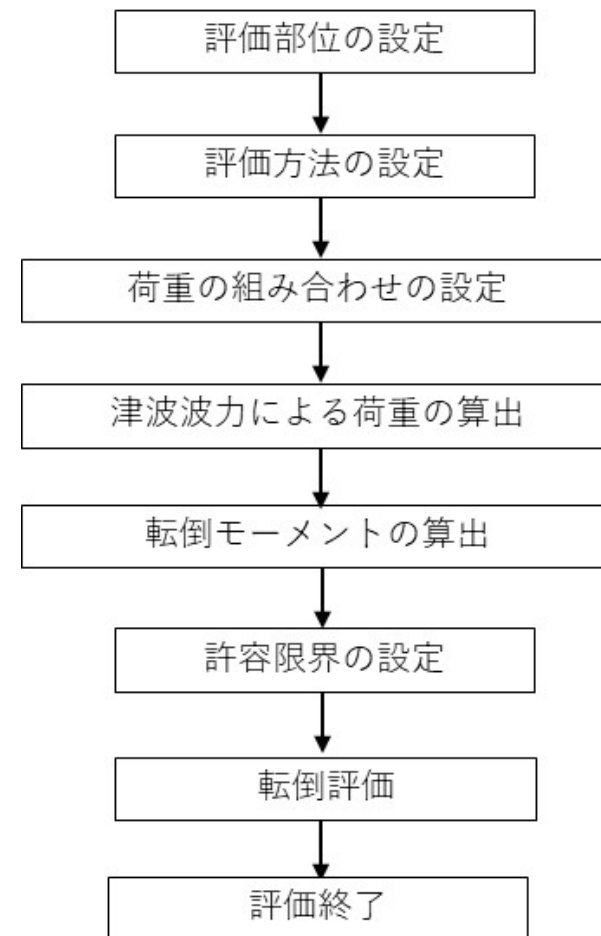 評価部位の設定
評価方法の設定
荷重の組み合わせの設定
津波波力による荷重の算出
転倒モーメントの算出
許容限界の設定
転倒評価
評価終了